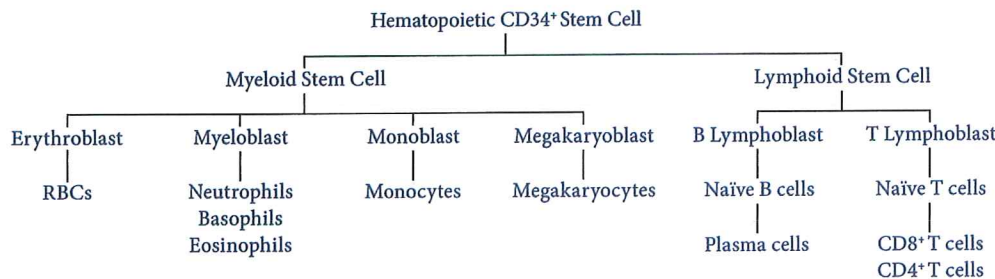 Hematopoietic CD34⁺ Stem Cell
Myeloid Stem Cell
Lymphoid Stem Cell
Erythroblast
Myeloblast
Monoblast
Megakaryoblast
B Lymphoblast
T Lymphoblast
RBCs
Neutrophils
Basophils
Eosinophils
Monocytes
Megakaryocytes
Naïve B cells
Naïve T cells
Plasma cells
CD8⁺ T cells
CD4⁺ T cells